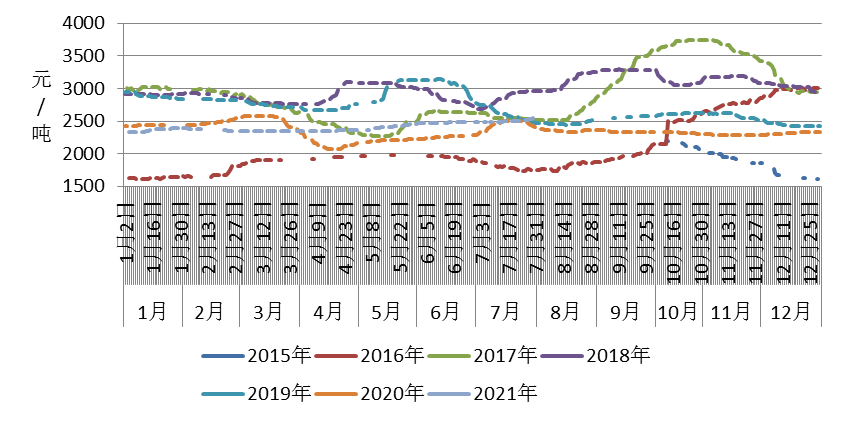 4000
3500
3000
2500
2000
1500
元/吨
1月2日
1月16日
1月30日
2月13日
2月27日
3月12日
3月26日
4月9日
4月23日
5月8日
5月22日
6月5日
6月19日
7月3日
7月17日
7月31日
8月14日
8月28日
9月11日
9月25日
10月16日
10月30日
11月13日
11月27日
12月11日
12月25日
1月 2月 3月 4月 5月 6月 7月 8月 9月 10月 11月 12月
2015年 2016年 2017年 2018年
2019年 2020年 2021年